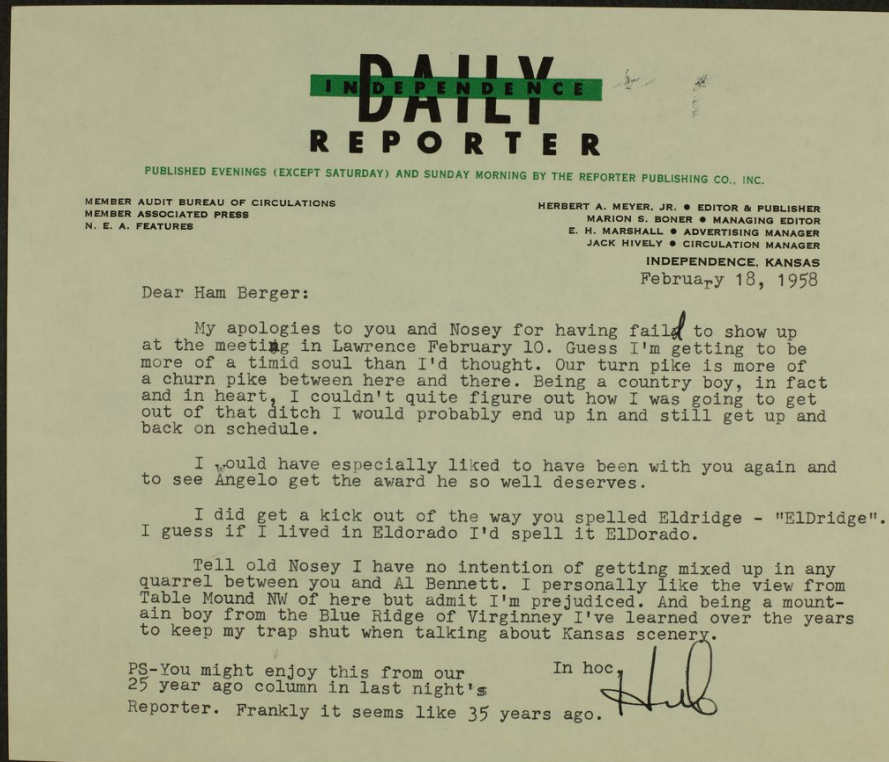 DAILY
INDEPENDENCE
REPORTER
PUBLISHED EVENINGS (EXCEPT SATURDAY) AND SUNDAY MORNING BY THE REPORTER PUBLISHING CO., INC.
MEMBER AUDIT BUREAU OF CIRCULATIONS
MEMBER ASSOCIATED PRESS
N. E. A. FEATURES
HERBERT A. MEYER, JR. ● EDITOR & PUBLISHER
MARION S. BONER ● MANAGING EDITOR
E. H. MARSHALL ● ADVERTISING MANAGER
JACK HIVELY ● CIRCULATION MANAGER
INDEPENDENCE, KANSAS
February 18, 1958
Dear Ham Berger:
My apologies to you and Nosey for having faild to show up
at the meeting in Lawrence February 10. Guess I'm getting to be
more of a timid soul than I'd thought. Our turn pike is more of
a churn pike between here and there. Being a country boy, in fact
and in heart, I couldn't quite figure out how I was going to get
out of that ditch I would probably end up in and still get up and
back on schedule.
I would have especially liked to have been with you again and
to see Angelo get the award he so well deserves.
I did get a kick out of the way you spelled Eldridge - "ElDridge".
I guess if I lived in Eldorado I'd spell it ElDorado.
Tell old Nosey I have no intention of getting mixed up in any
quarrel between you and Al Bennett. I personally like the view from
Table Mound NW of here but admit I'm prejudiced. And being a mount-
ain boy from the Blue Ridge of Virginney I've learned over the years
to keep my trap shut when talking about Kansas scenery.
In hoc,
Hub
PS-You might enjoy this from our
25 year ago column in last night's
Reporter. Frankly it seems like 35 years ago.